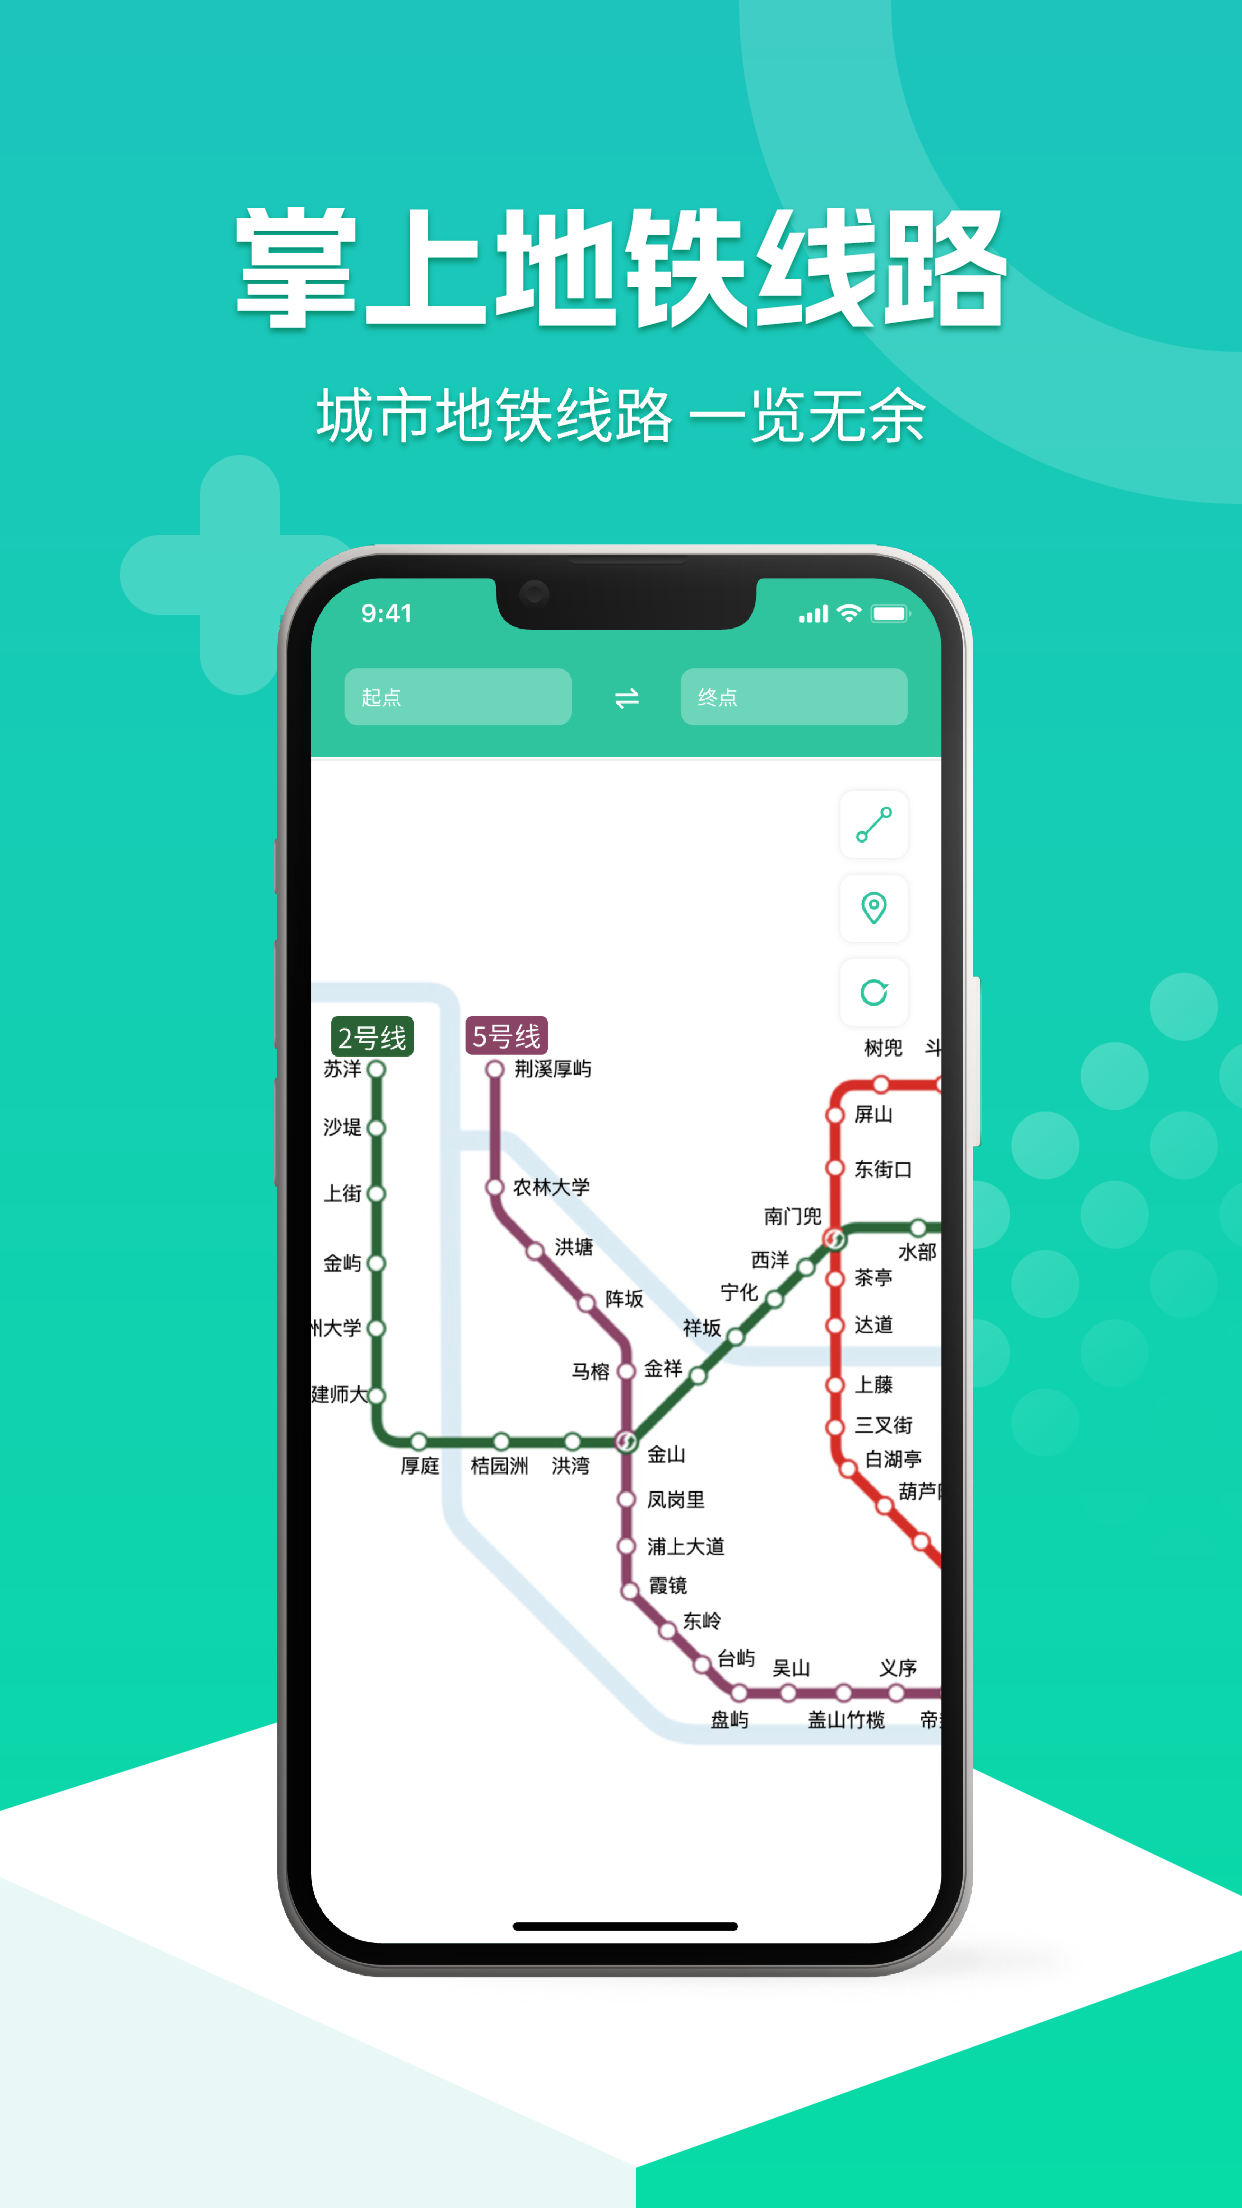 掌上地铁线路
城市地铁线路 一览无余
9:41
起点
终点
2号线
5号线
树兜
斗
苏洋
荆溪厚屿
屏山
沙堤
东街口
上街
农林大学
南门兜
洪塘
西洋
水部
金屿
茶亭
宁化
阵坂
州大学
祥坂
达道
马榕
金祥
上藤
建师大
三叉街
金山
白湖亭
厚庭
桔园洲
洪湾
葫芦
凤岗里
浦上大道
霞镜
东岭
台屿
吴山
义序
盘屿
盖山竹榄
帝